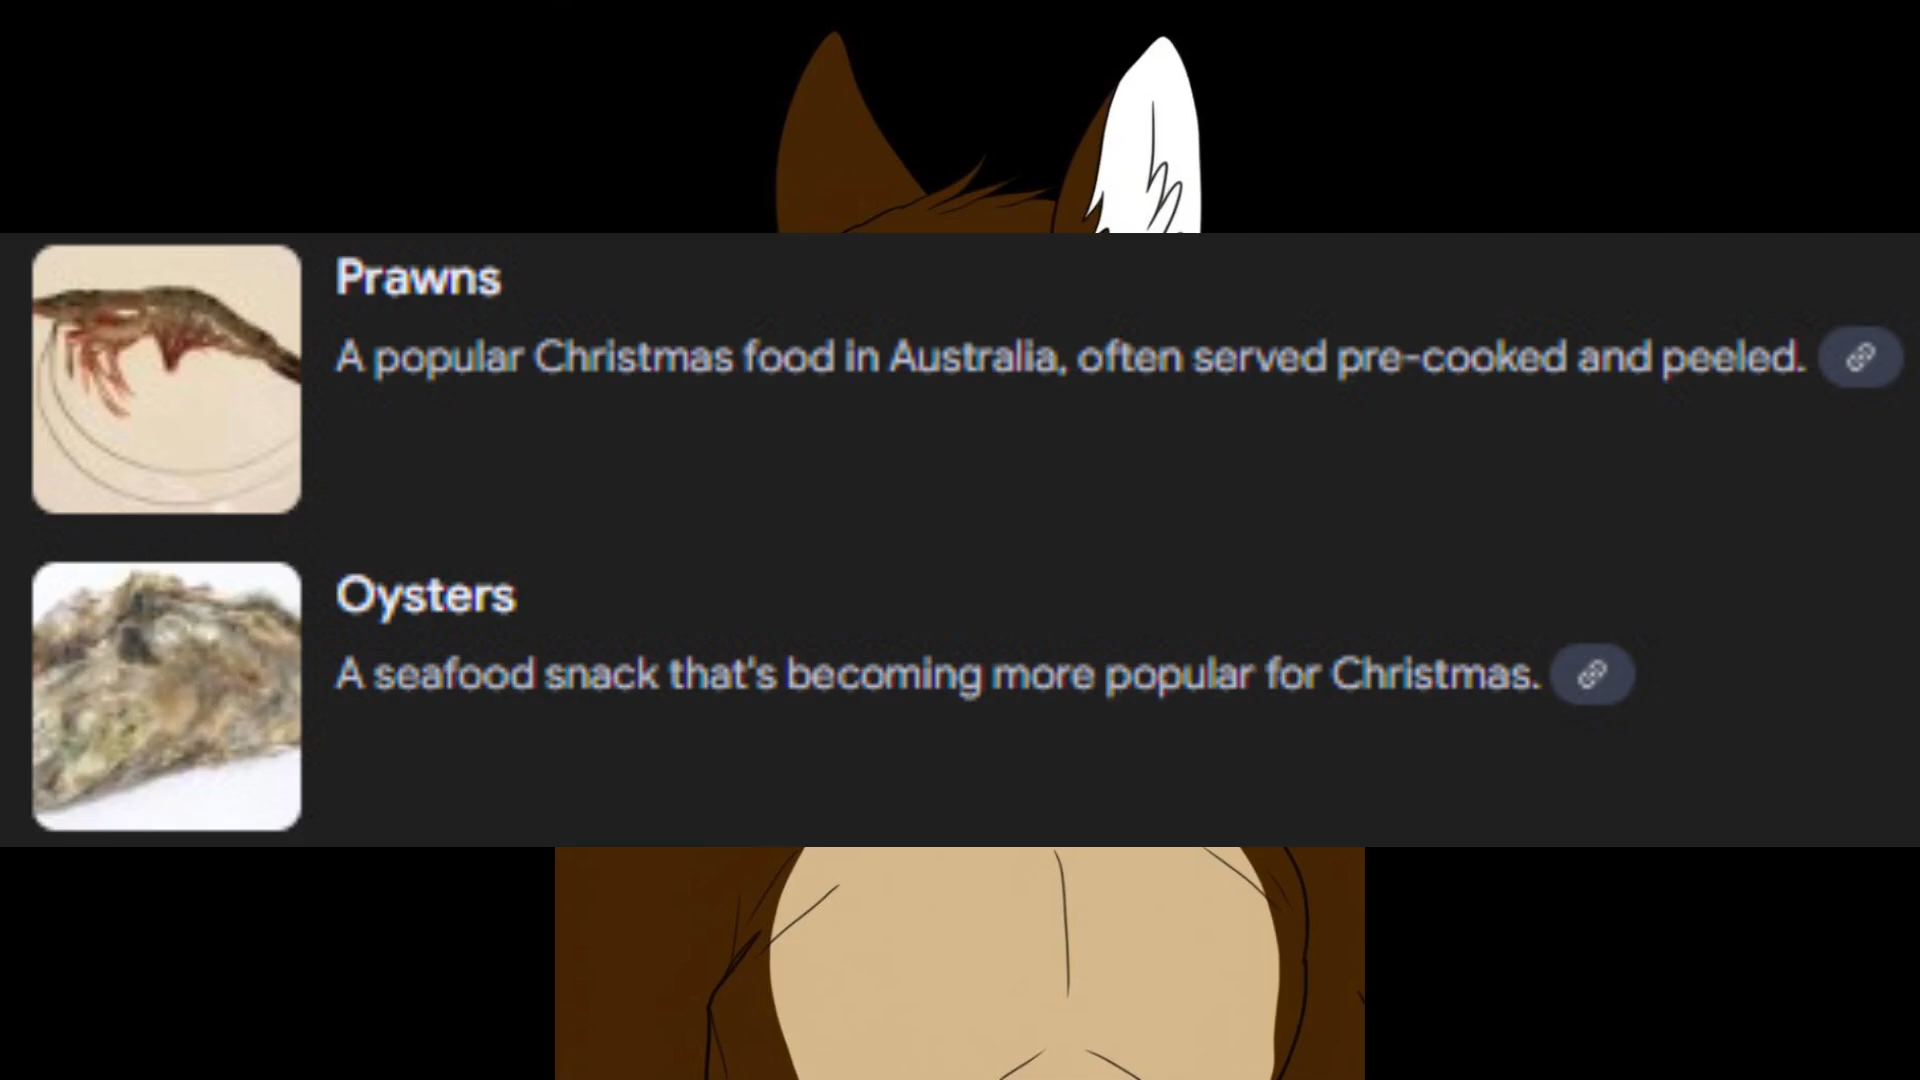 Prawns
A popular Christmas food in Australia, often served pre-cooked and peeled.
Oysters
A seafood snack that's becoming more popular for Christmas.